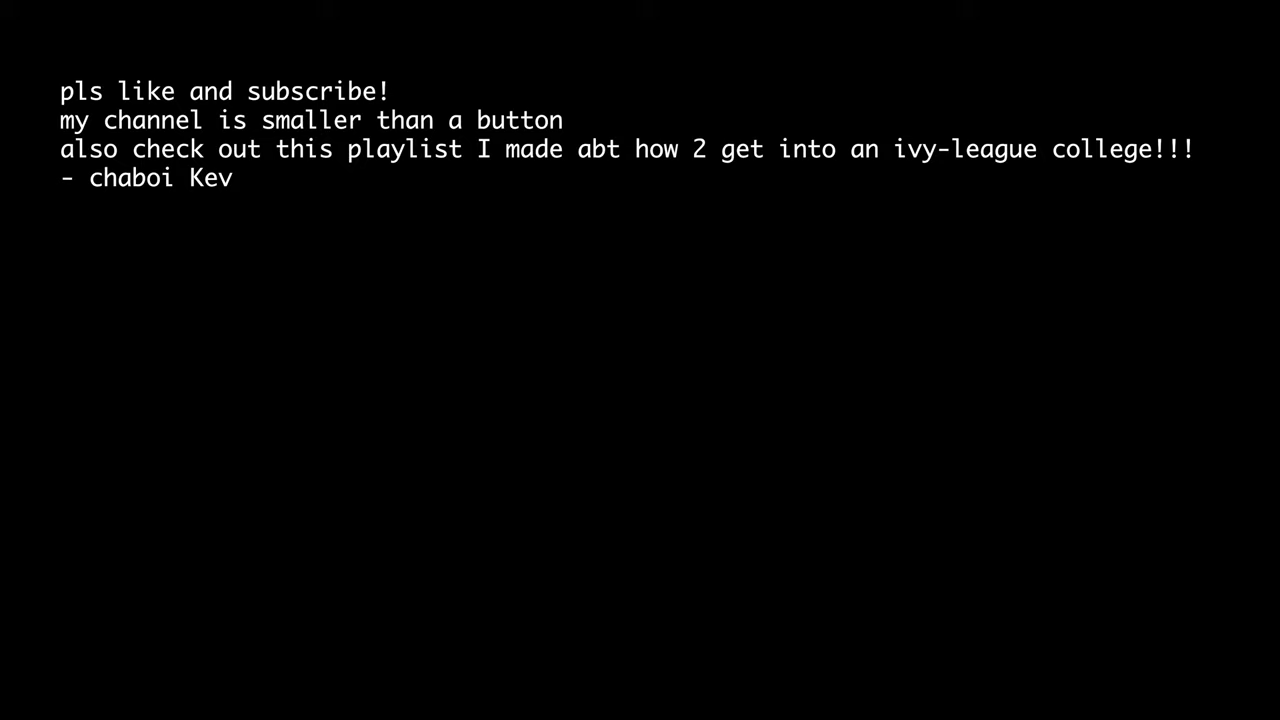 pls like and subscribe!
my channel is smaller than a button
also check out this playlist I made abt how 2 get into an ivy-league college!!!
- chaboi Kev